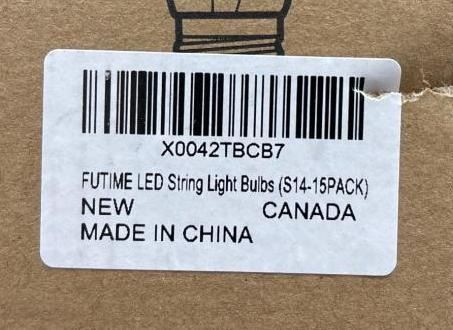 X0042TBCB7
FUTIME LED String Light Bulbs (S14-15PACK)
NEW CANADA
MADE IN CHINA